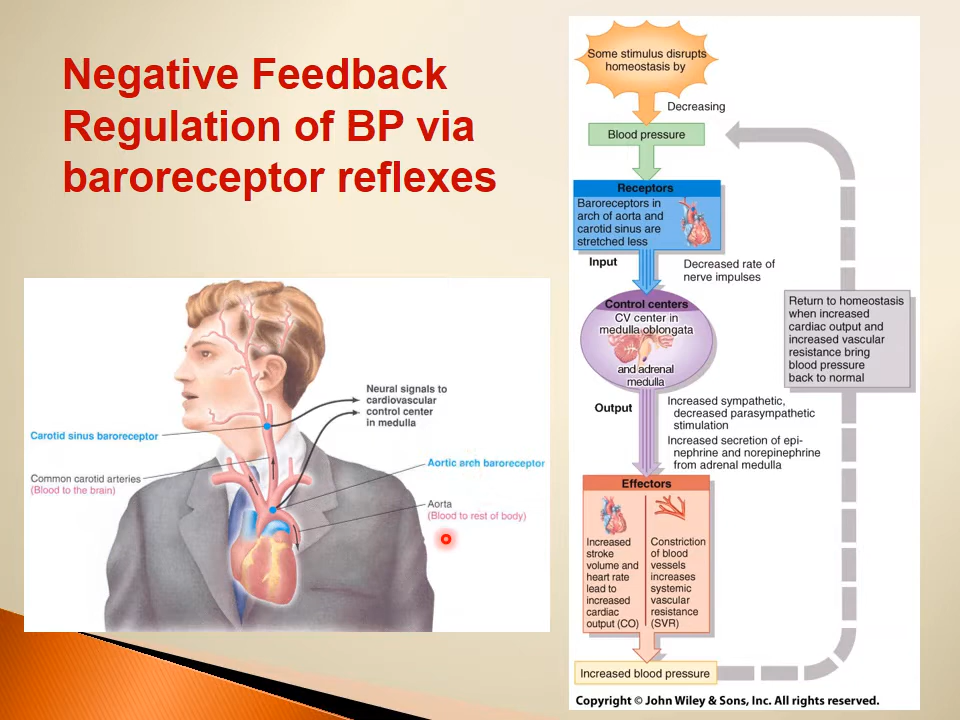 Negative Feedback
Regulation of BP via
baroreceptor reflexes
Neural signals to
cardiovascular
control center
in medulla
Carotid sinus baroreceptor
Aortic arch baroreceptor
Common carotid arteries
(Blood to the brain)
Aorta
(Blood to rest of body)
Some stimulus disrupts
homeostasis by
Decreasing
Blood pressure
Receptors
Baroreceptors in
arch of aorta and
carotid sinus are
stretched less
Input
Decreased rate of
nerve impulses
Control centers
CV center in
medulla oblongata
and adrenal
medulla
Return to homeostasis
when increased
cardiac output and
increased vascular
resistance bring
blood pressure
back to normal
Output
Increased sympathetic,
decreased parasympathetic
stimulation
Increased secretion of epi-
nephrine and norepinephrine
from adrenal medulla
Effectors
Increased
stroke
volume and
heart rate
lead to
increased
cardiac
output (CO)
Constriction
of blood
vessels
increases
systemic
vascular
resistance
(SVR)
Increased blood pressure
Copyright © John Wiley & Sons, Inc. All rights reserved.